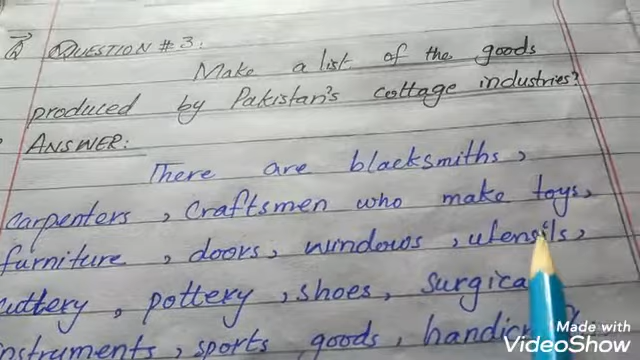 Q QUESTION # 3:
Make a list of the goods
produced by Pakistan's cottage industries?
ANSWER:
There are blacksmiths,
carpenters, craftsmen who make toys,
furniture, doors, windows, utensils,
pottery, shoes,
instruments, sports goods,
Made with
VideoShow